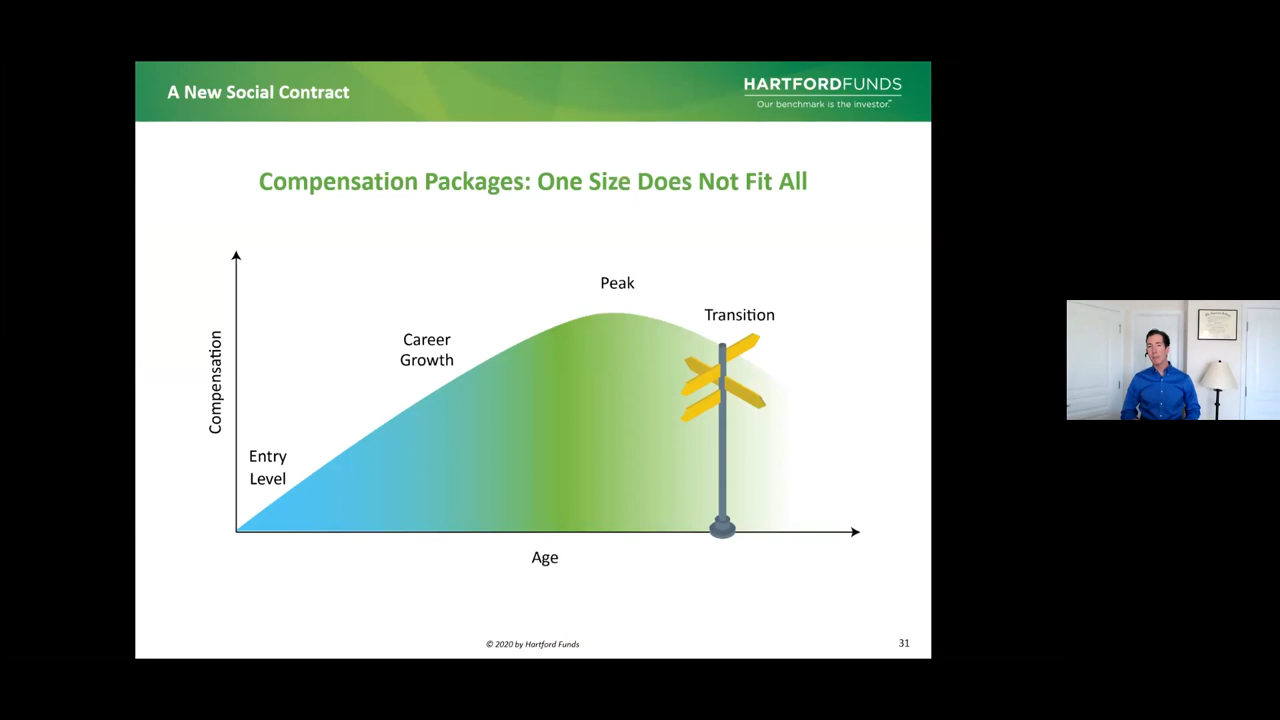 A New Social Contract
HARTFORDFUNDS
Our benchmark is the investor.™
Compensation Packages: One Size Does Not Fit All
Peak
Transition
Career
Growth
Compensation
Entry
Level
Age
© 2020 by Hartford Funds
31